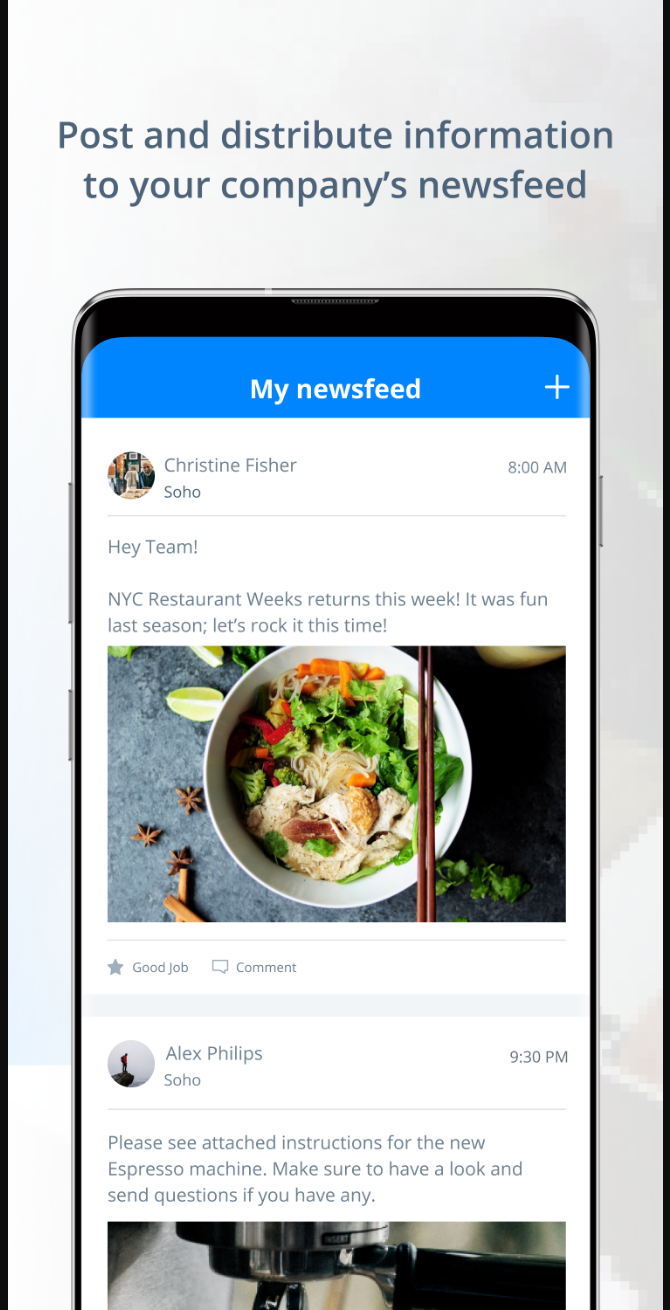 Post and distribute information
to your company’s newsfeed
My newsfeed
Christine Fisher
8:00 AM
Soho
Hey Team!
NYC Restaurant Weeks returns this week! It was fun
last season; let’s rock it this time!
Good Job
Comment
Alex Philips
9:30 PM
Soho
Please see attached instructions for the new
Espresso machine. Make sure to have a look and
send questions if you have any.
INSERT